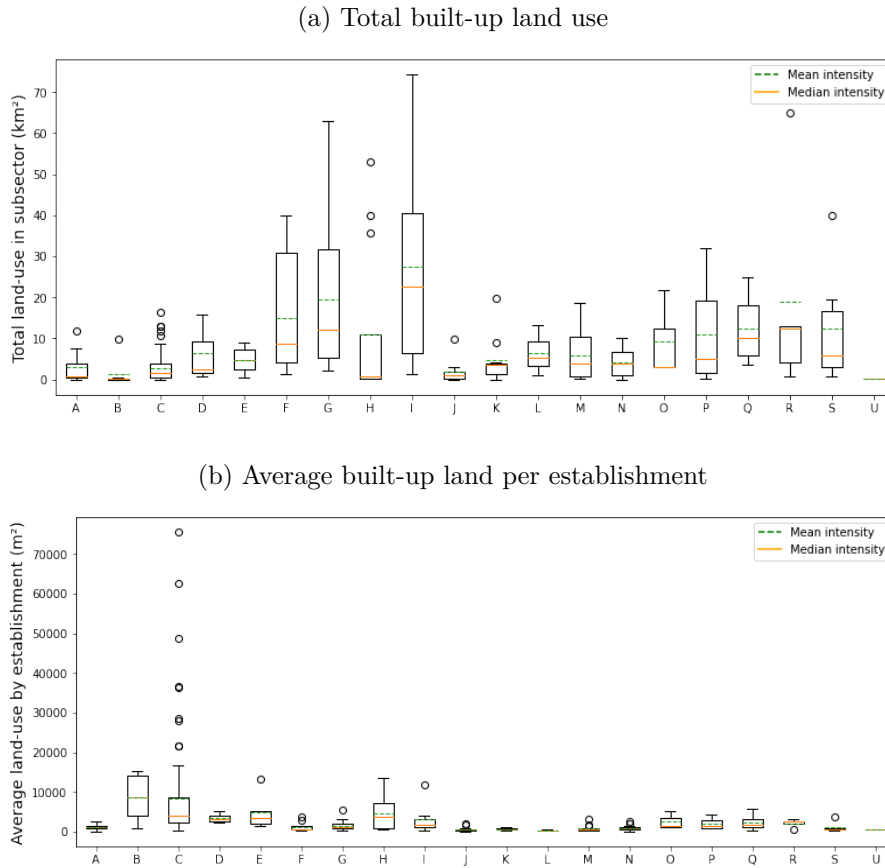 (a) Total built-up land use
Total land-use in subsector (km²)
70
60
50
40
30
20
10
0
Mean intensity
Median intensity
A B C D E F G H I J K L M N O P Q R S U
(b) Average built-up land per establishment
Average land-use by establishment (m²)
70000
60000
50000
40000
30000
20000
10000
0
Mean intensity
Median intensity
A B C D E F G H I J K L M N O P Q R S U